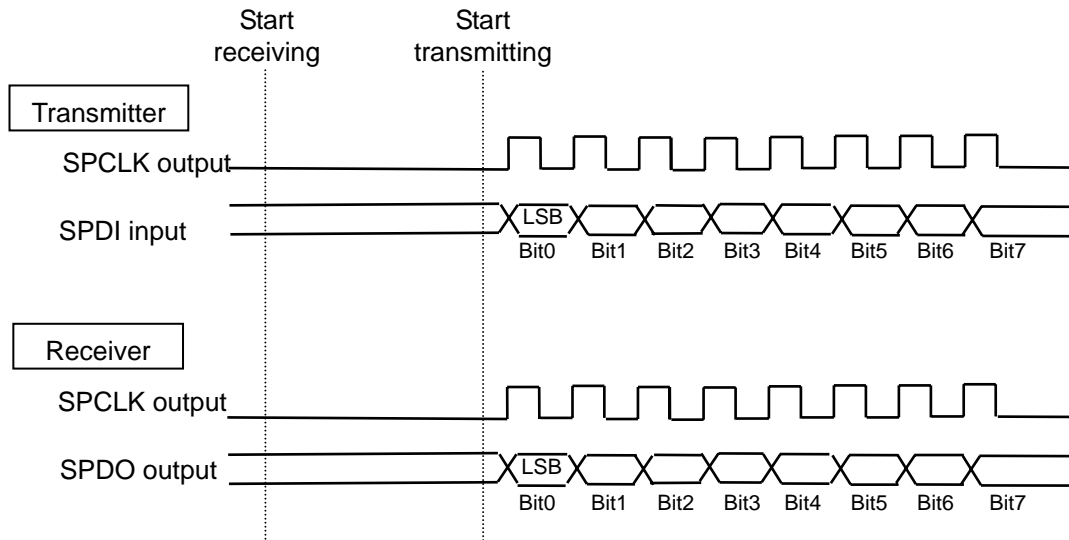 Start receiving
Start transmitting
Transmitter
SPCLK output
SPDI input
LSB
Bit0 Bit1 Bit2 Bit3 Bit4 Bit5 Bit6 Bit7
Receiver
SPCLK output
SPDO output
LSB
Bit0 Bit1 Bit2 Bit3 Bit4 Bit5 Bit6 Bit7